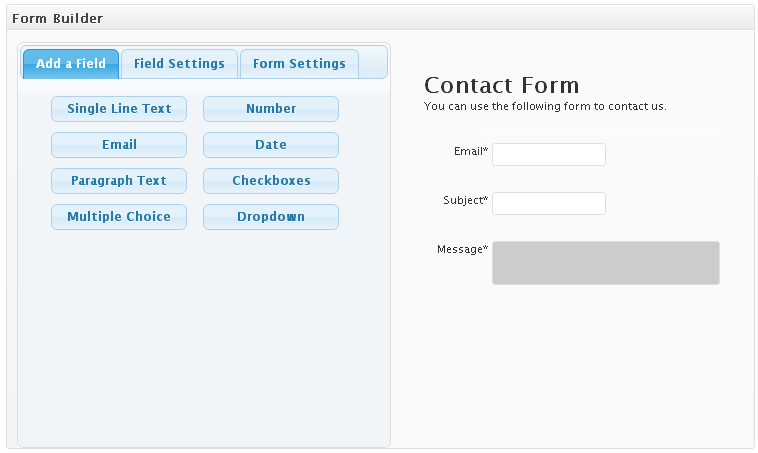 Form Builder
Add a Field Field Settings Form Settings
Single Line Text Number
Email Date
Paragraph Text Checkboxes
Multiple Choice Dropdown
Contact Form
You can use the following form to contact us.
Email*
Subject*
Message*